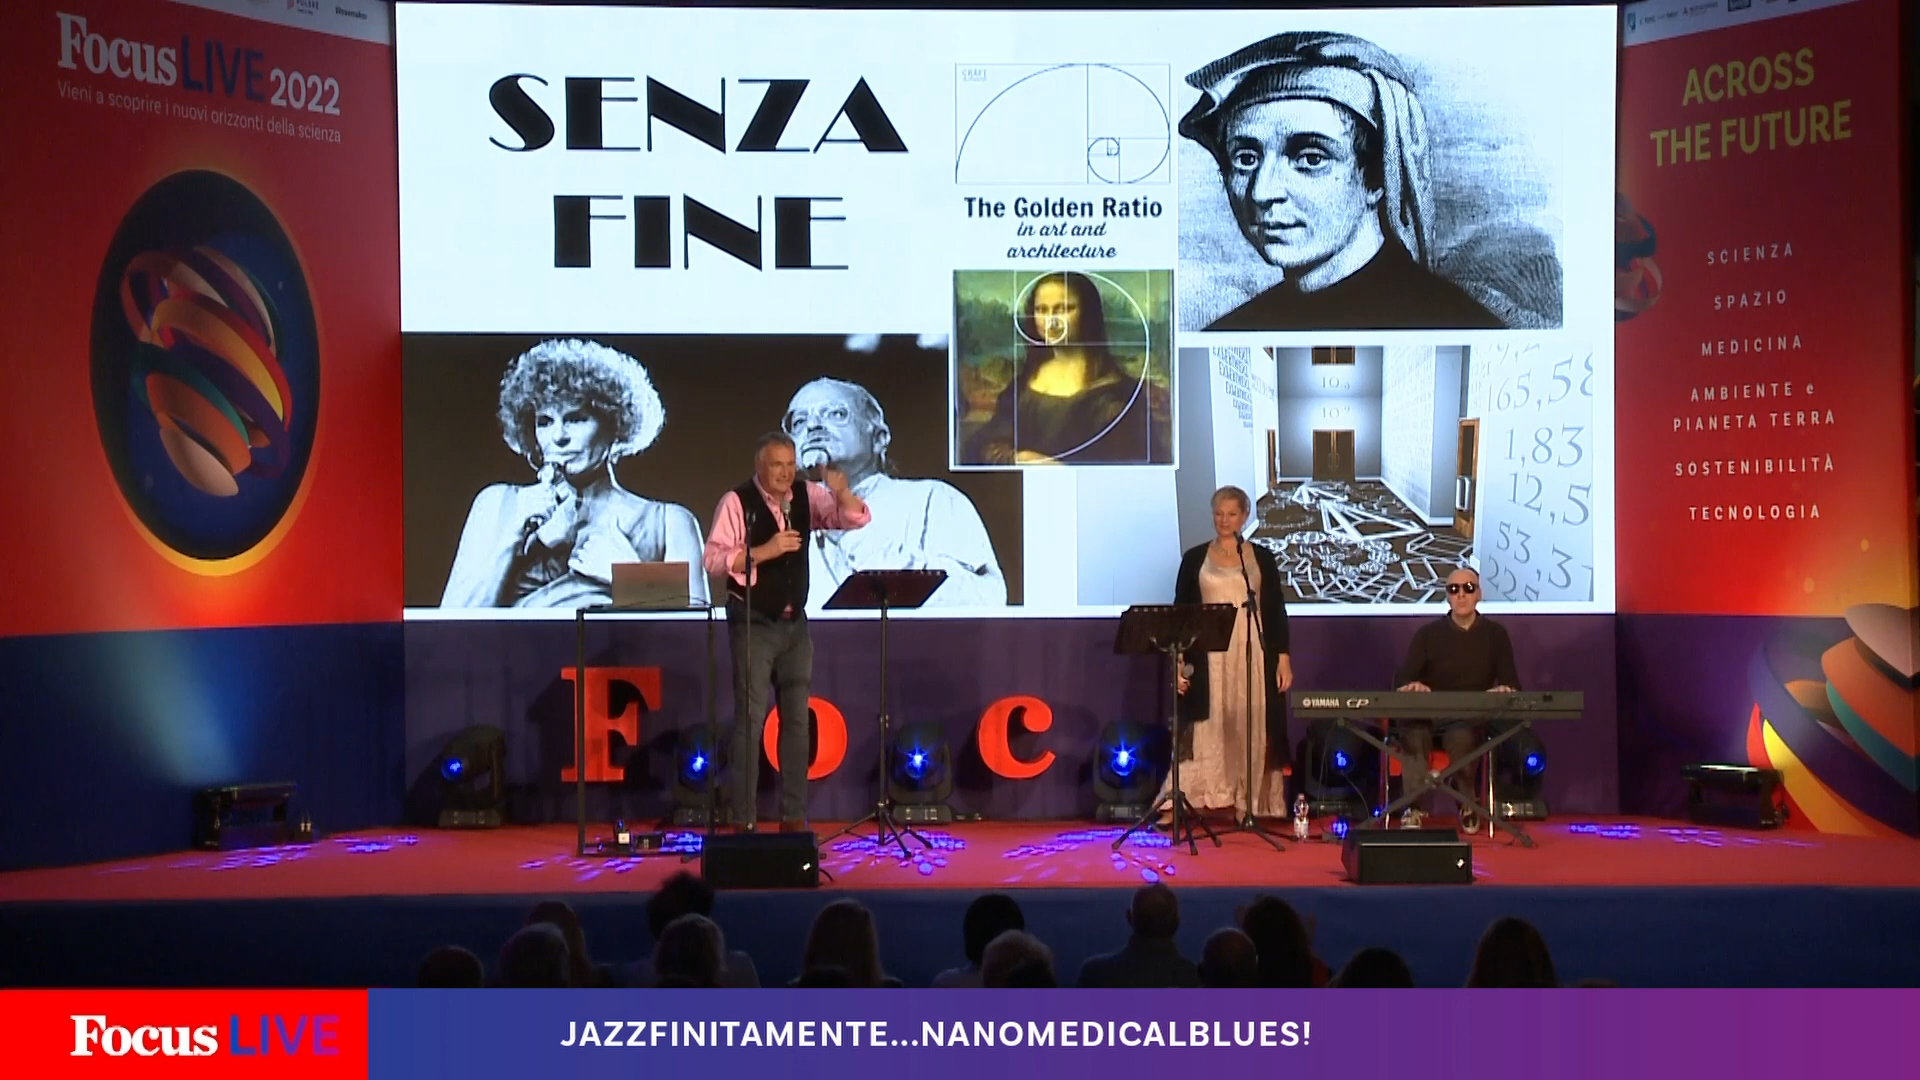 Focus LIVE 2022
Vieni a scoprire i nuovi orizzonti della scienza
SENZA
FINE
The Golden Ratio
in art and
architecture
165,58
1,83
12,5
53,3
ACROSS
THE FUTURE
SCIENZA
SPAZIO
MEDICINA
AMBIENTE e
PIANETA TERRA
SOSTENIBILITÀ
TECNOLOGIA
F o c
YAMAHA CP
Focus LIVE
JAZZFINITAMENTE...NANOMEDICALBLUES!